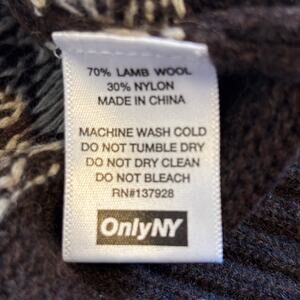 70% LAMB WOOL
30% NYLON
MADE IN CHINA
MACHINE WASH COLD
DO NOT TUMBLE DRY
DO NOT DRY CLEAN
DO NOT BLEACH
RN#137928
OnlyNY